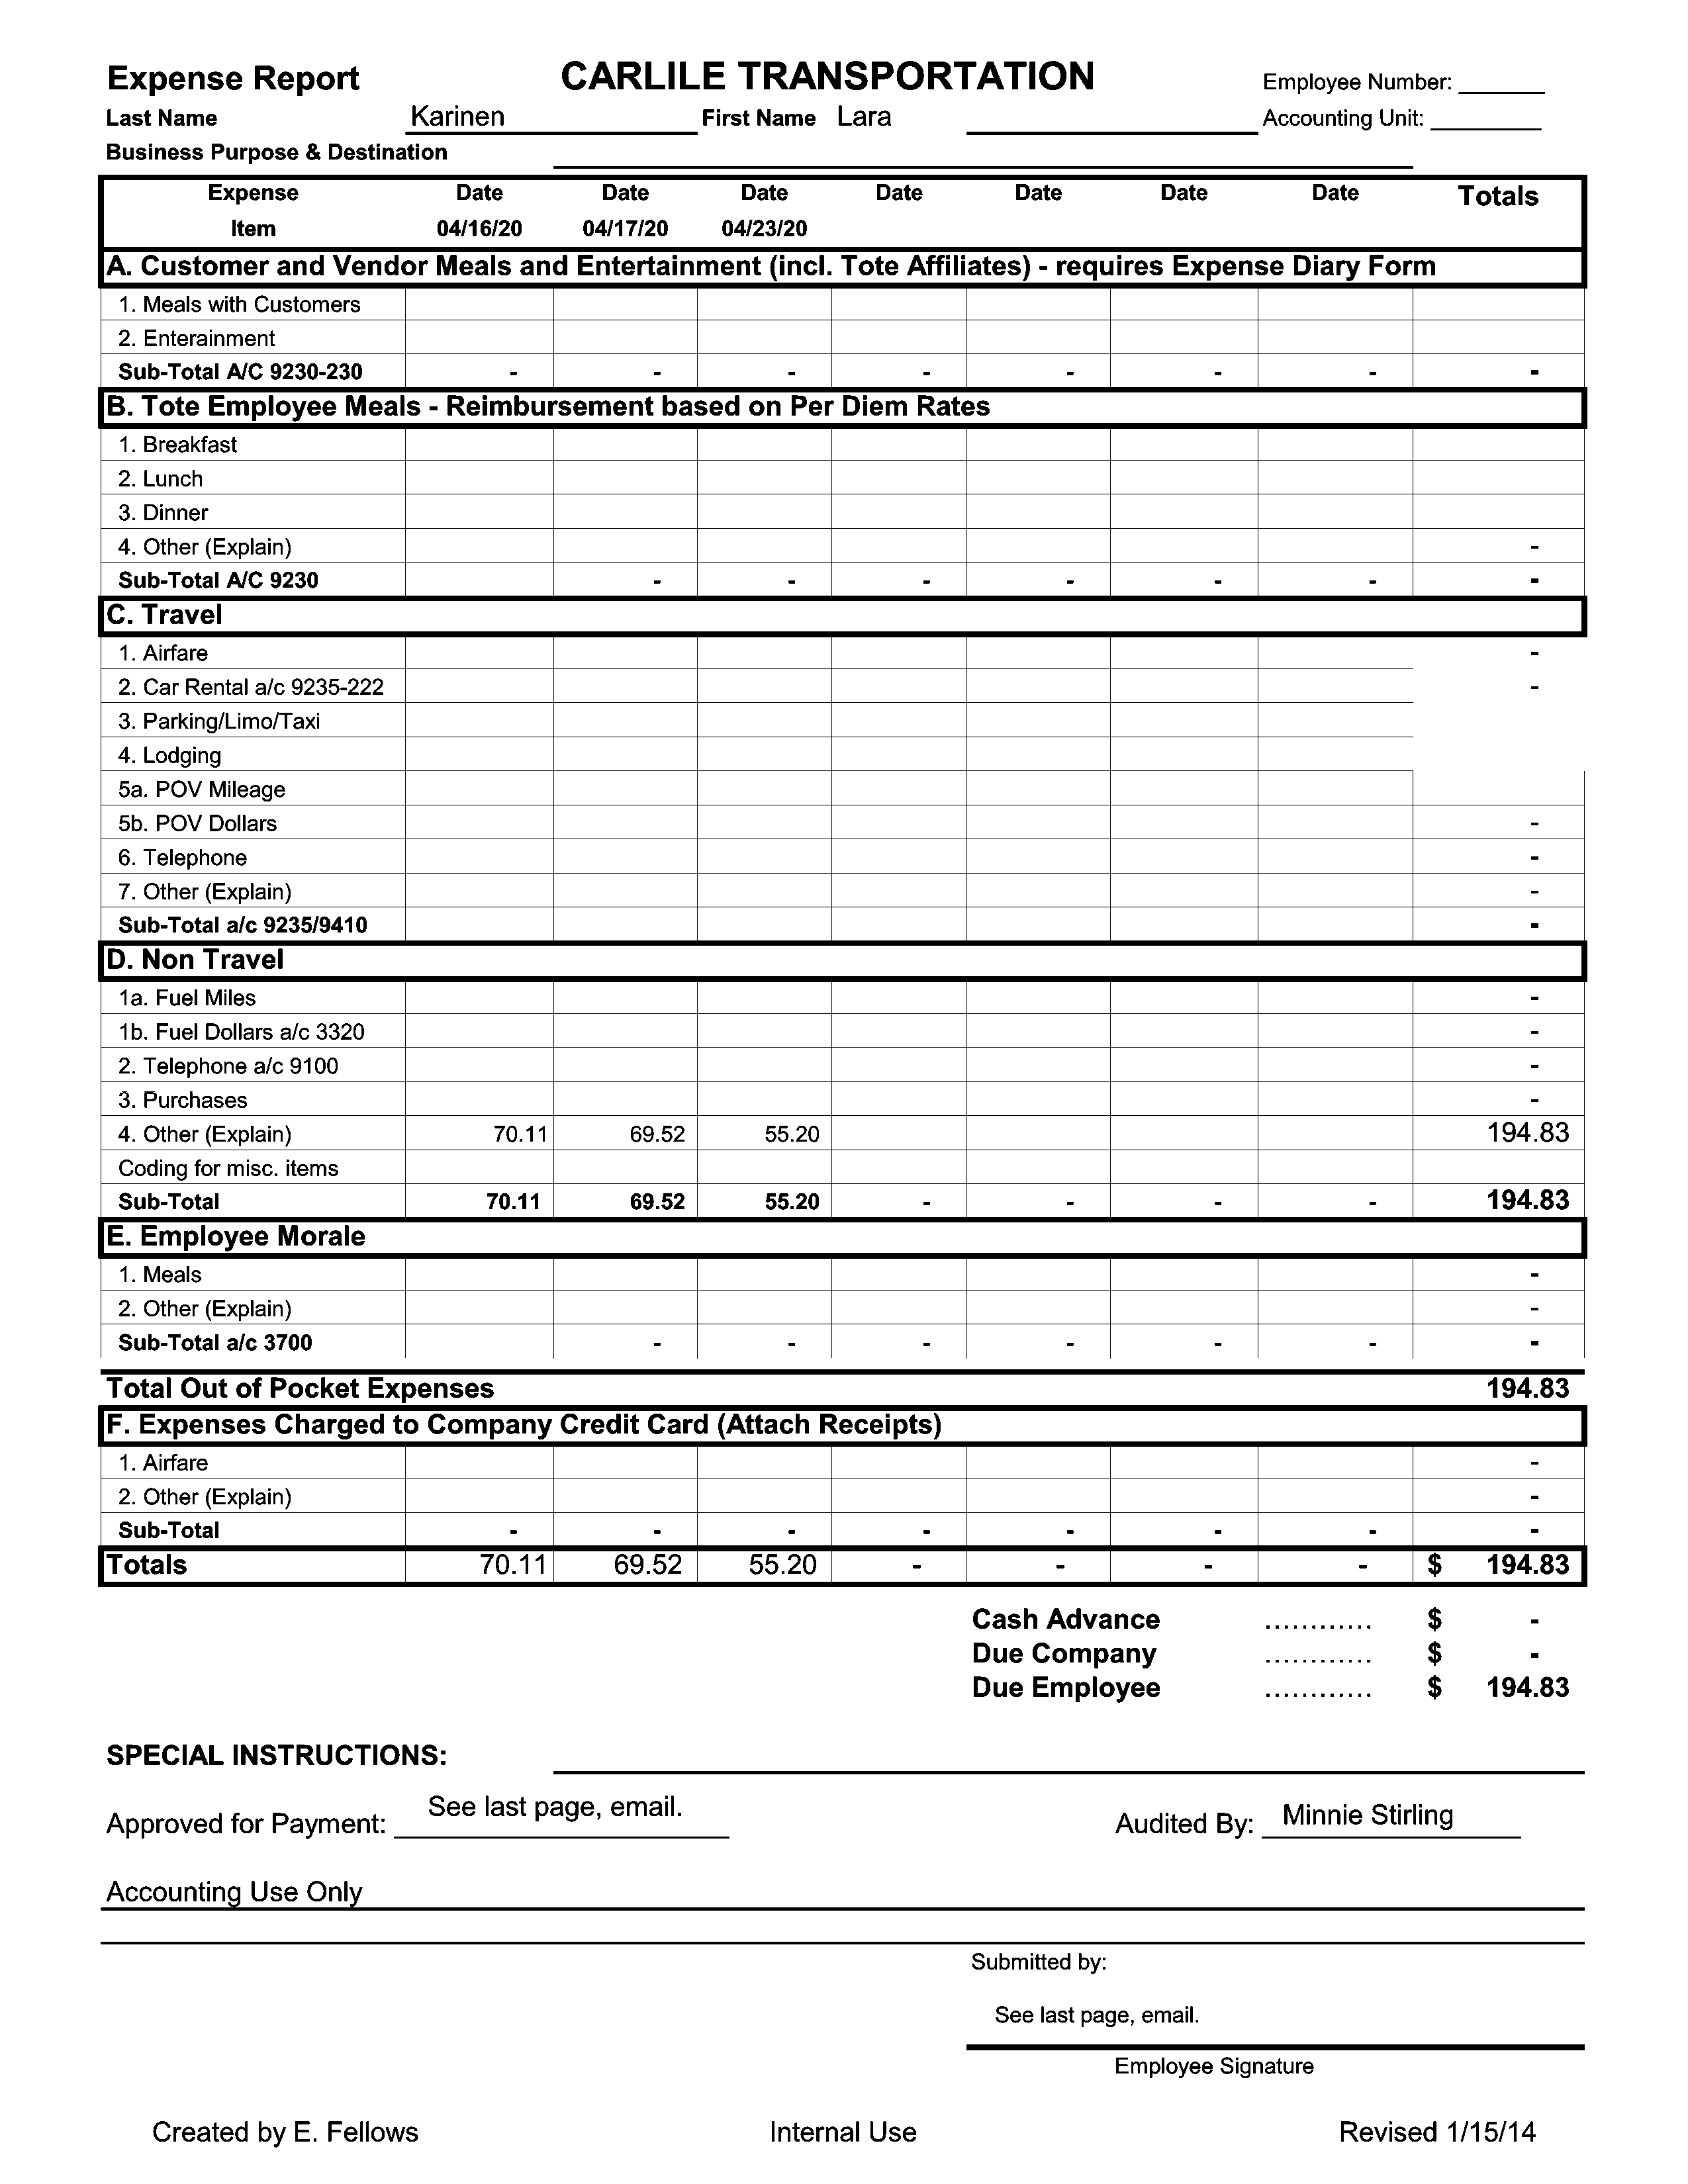 Expense Report CARLILE TRANSPORTATION Employee Number: _______
Last Name Karinen First Name Lara Accounting Unit: _________
Business Purpose & Destination
Expense Date Date Date Date Date Date Date Totals
Item 04/16/20 04/17/20 04/23/20
A. Customer and Vendor Meals and Entertainment (incl. Tote Affiliates) - requires Expense Diary Form
1. Meals with Customers
2. Enterainment
Sub-Total A/C 9230-230 - - - - - - - -
B. Tote Employee Meals - Reimbursement based on Per Diem Rates
1. Breakfast
2. Lunch
3. Dinner
4. Other (Explain) -
Sub-Total A/C 9230 - - - - - - -
C. Travel
1. Airfare -
2. Car Rental a/c 9235-222 -
3. Parking/Limo/Taxi
4. Lodging
5a. POV Mileage
5b. POV Dollars -
6. Telephone -
7. Other (Explain) -
Sub-Total a/c 9235/9410 -
D. Non Travel
1a. Fuel Miles -
1b. Fuel Dollars a/c 3320 -
2. Telephone a/c 9100 -
3. Purchases -
4. Other (Explain) 70.11 69.52 55.20 194.83
Coding for misc. items
Sub-Total 70.11 69.52 55.20 - - - - 194.83
E. Employee Morale
1. Meals -
2. Other (Explain) -
Sub-Total a/c 3700 - - - - - - -
Total Out of Pocket Expenses 194.83
F. Expenses Charged to Company Credit Card (Attach Receipts)
1. Airfare -
2. Other (Explain) -
Sub-Total - - - - - - - -
Totals 70.11 69.52 55.20 - - - - $ 194.83
Cash Advance ............ $ -
Due Company ............ $ -
Due Employee ............ $ 194.83
SPECIAL INSTRUCTIONS:
Approved for Payment: See last page, email. Audited By: Minnie Stirling
Accounting Use Only
Submitted by:
See last page, email.
Employee Signature
Created by E. Fellows Internal Use Revised 1/15/14